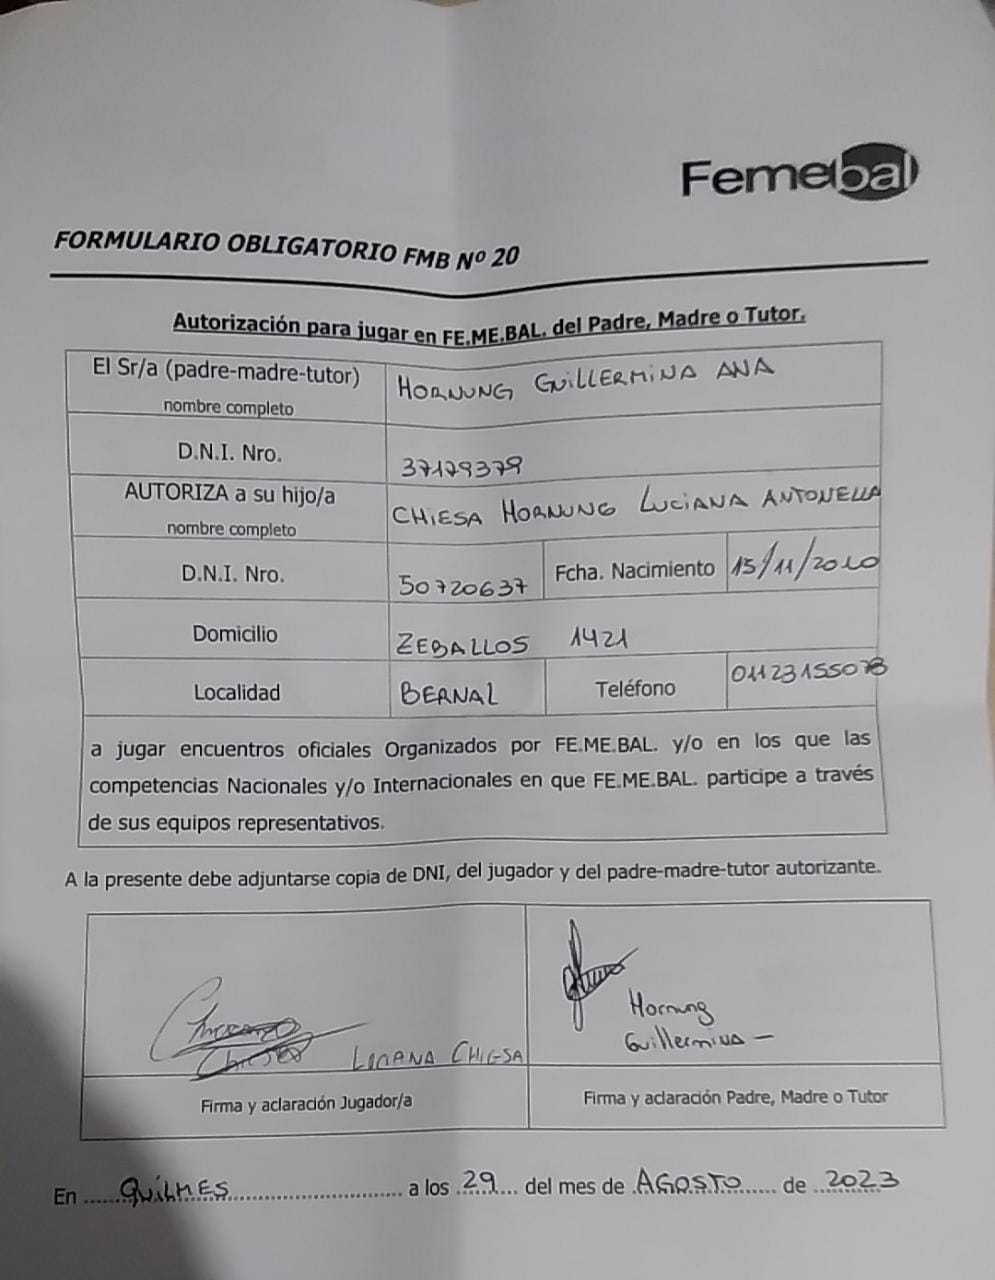 Femebal
FORMULARIO OBLIGATORIO FMB Nº 20
Autorización para jugar en FE.ME.BAL. del Padre, Madre o Tutor.
El Sr/a (padre-madre-tutor) HORNUNG GUILLERMINA ANA
nombre completo
D.N.I. Nro. 37179379
AUTORIZA a su hijo/a CHIESA HORNUNG LUCIANA ANTONELLA
nombre completo
D.N.I. Nro. 50720637 Fcha. Nacimiento 15/11/2010
Domicilio ZEBALLOS 1421
Localidad BERNAL Teléfono
a jugar encuentros oficiales Organizados por FE.ME.BAL. y/o en los que las
competencias Nacionales y/o Internacionales en que FE.ME.BAL. participe a través
de sus equipos representativos.
A la presente debe adjuntarse copia de DNI, del jugador y del padre-madre-tutor autorizante.
LUCIANA CHIESA
Hornung
Guillermina -
Firma y aclaración Jugador/a
Firma y aclaración Padre, Madre o Tutor
En QUILMES a los 29 del mes de AGOSTO de 2023